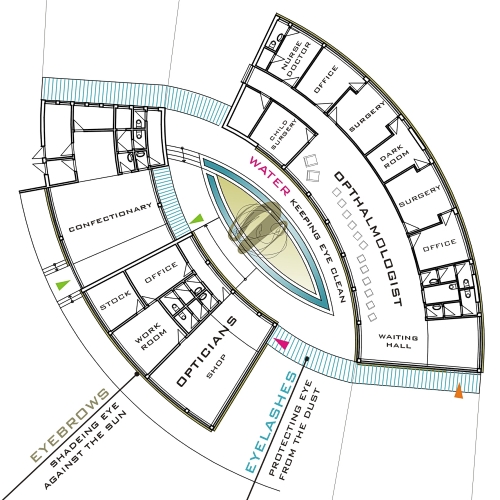 NURSE
DOCTOR
OFFICE
SURGERY
CHILD
SURGERY
DARK
ROOM
SURGERY
OFFICE
WAITING
HALL
OPTHALMOLOGIST
WATER
KEEPING EYE CLEAN
CONFECTIONARY
STOCK
OFFICE
WORK
ROOM
OPTICIANS
SHOP
EYEBROWS
SHADEING EYE
AGAINST THE SUN
EYELASHES
PROTECTING EYE
FROM THE DUST